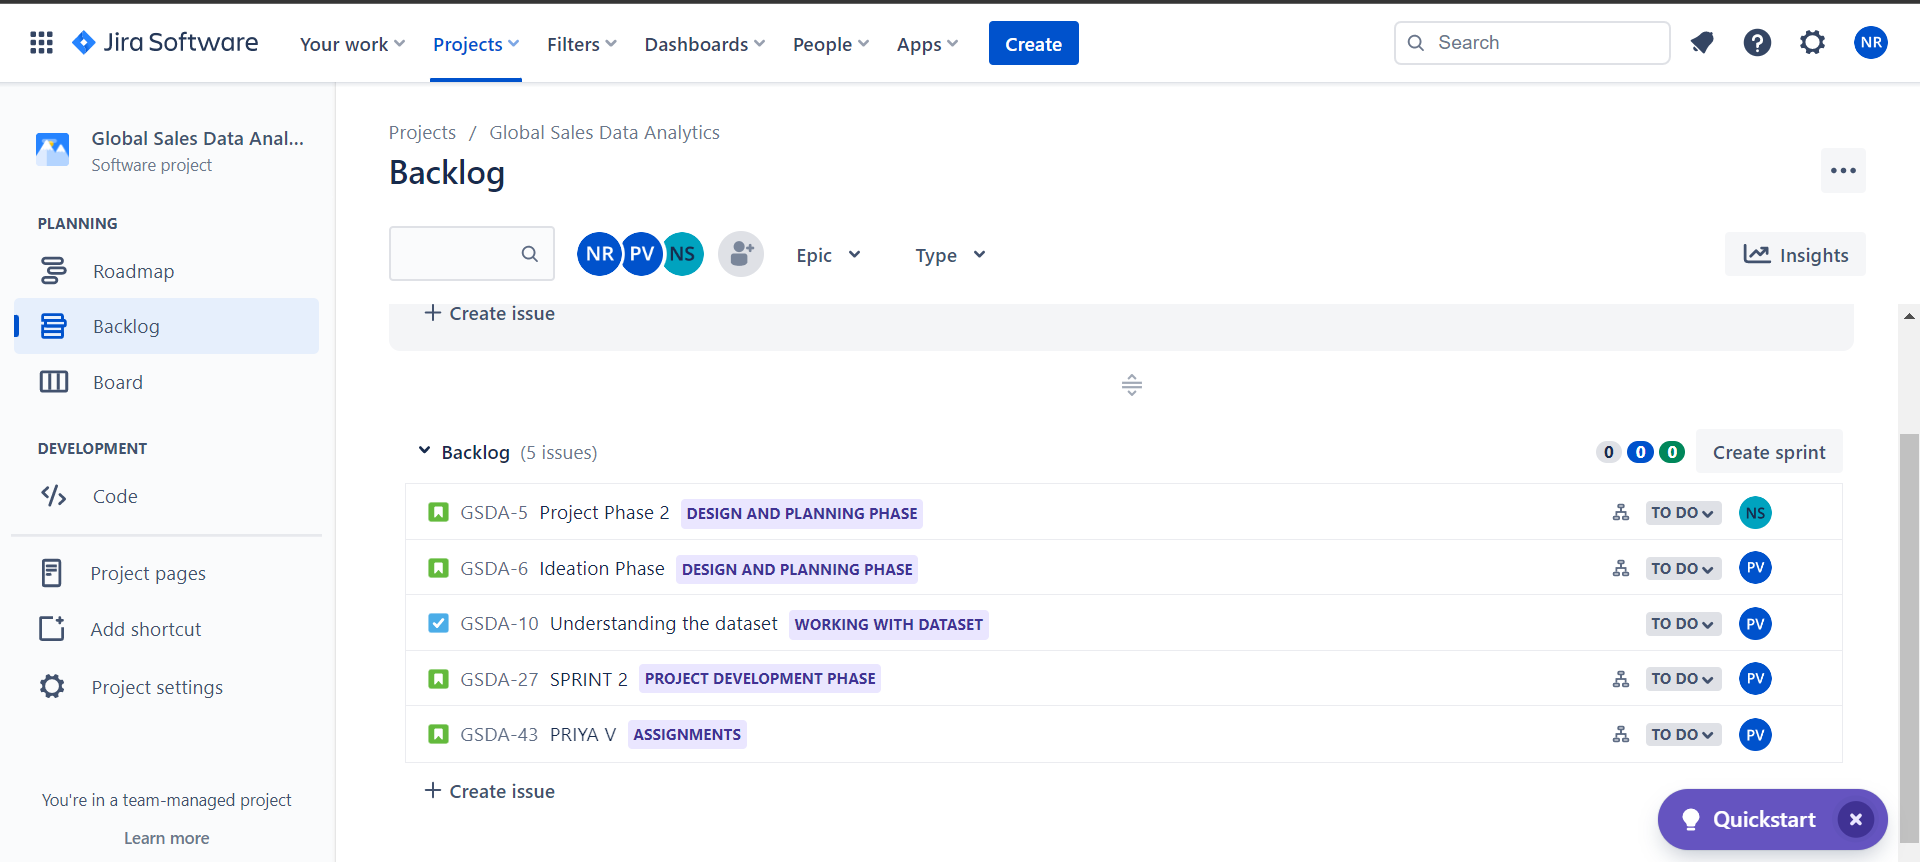 Jira Software Your work Projects Filters Dashboards People Apps Create Search NR
Global Sales Data Anal...
Software project
PLANNING
Roadmap
Backlog
Board
DEVELOPMENT
Code
Project pages
Add shortcut
Project settings
You're in a team-managed project
Learn more
Projects / Global Sales Data Analytics
Backlog
NR PV NS Epic Type Insights
Create issue
Backlog (5 issues) 0 0 0 Create sprint
GSDA-5 Project Phase 2 DESIGN AND PLANNING PHASE TO DO NS
GSDA-6 Ideation Phase DESIGN AND PLANNING PHASE TO DO PV
GSDA-10 Understanding the dataset WORKING WITH DATASET TO DO PV
GSDA-27 SPRINT 2 PROJECT DEVELOPMENT PHASE TO DO PV
GSDA-43 PRIYA V ASSIGNMENTS TO DO PV
Create issue
Quickstart